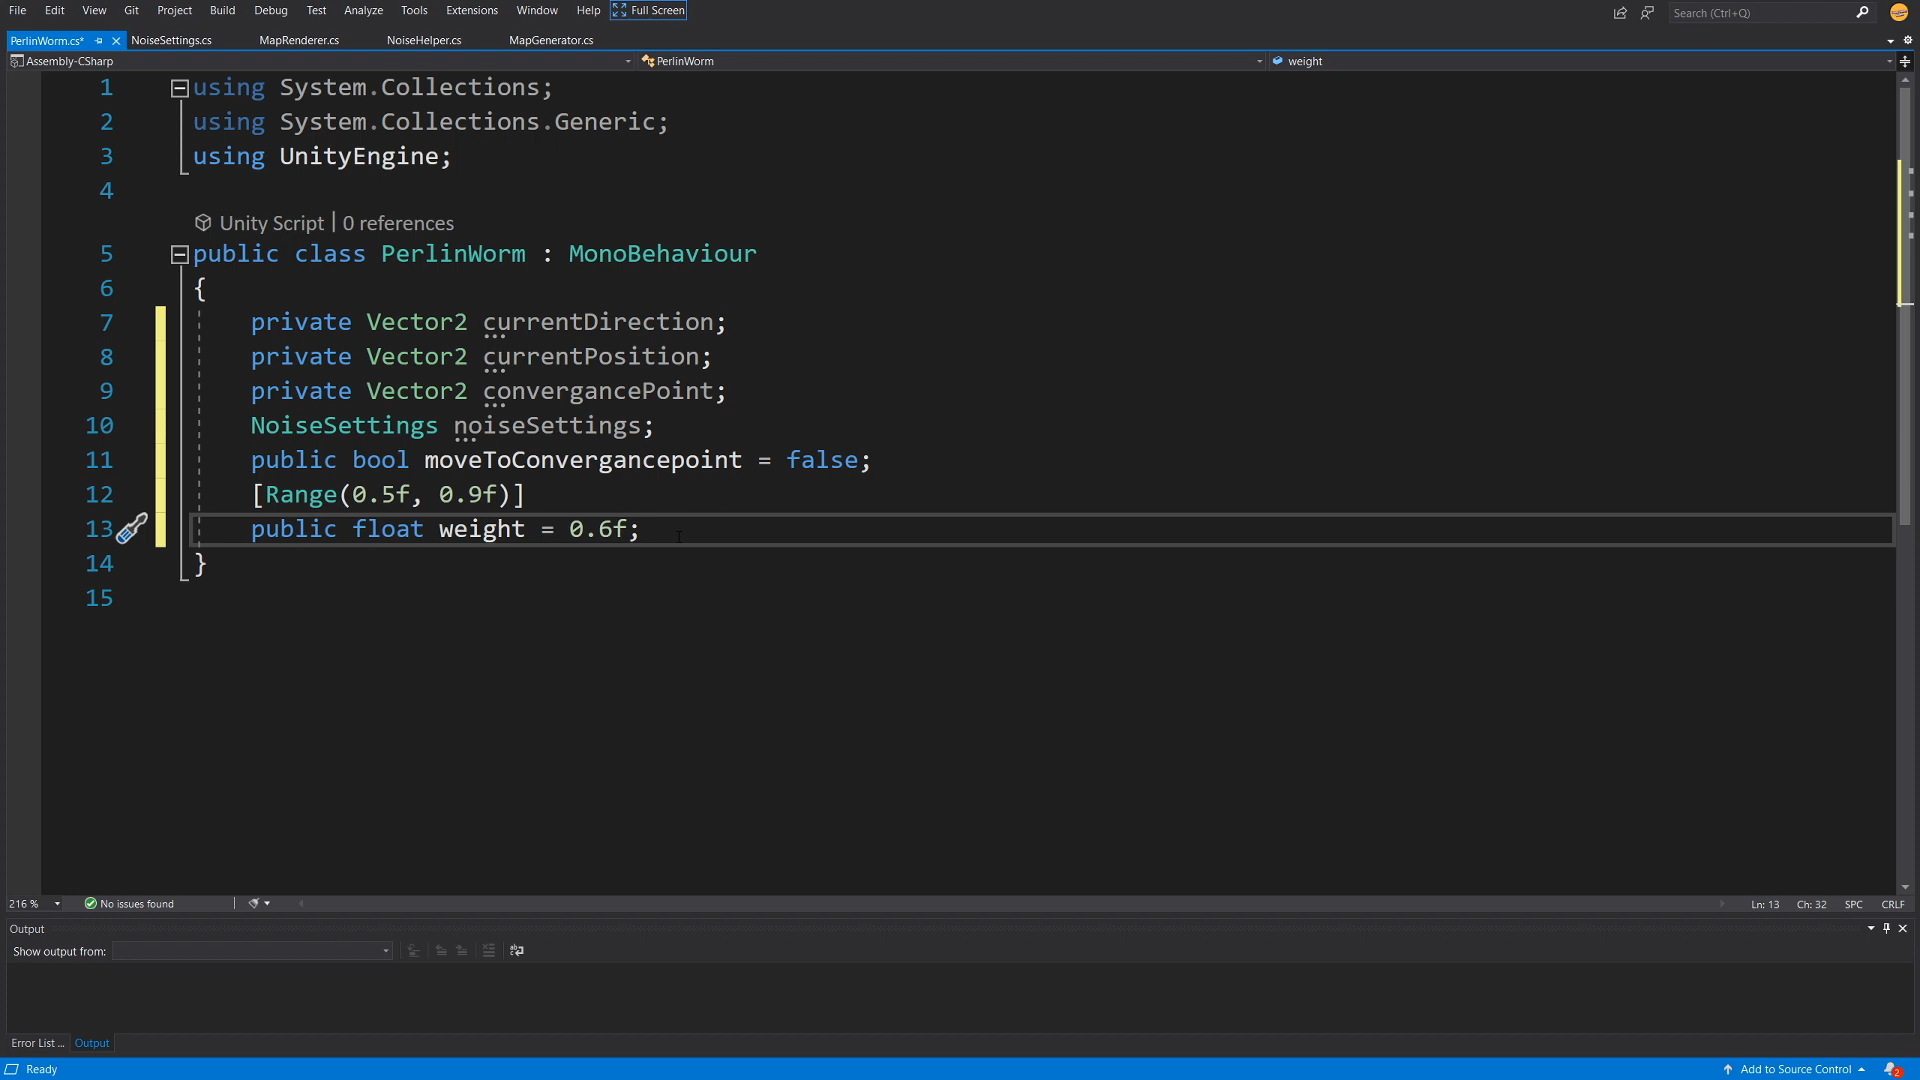 File Edit View Git Project Build Debug Test Analyze Tools Extensions Window Help Full Screen Search (Ctrl+Q)
PerlinWorm.cs* NoiseSettings.cs MapRenderer.cs NoiseHelper.cs MapGenerator.cs
Assembly-CSharp PerlinWorm weight
1 using System.Collections;
2 using System.Collections.Generic;
3 using UnityEngine;
4
Unity Script | 0 references
5 public class PerlinWorm : MonoBehaviour
6 {
7 private Vector2 currentDirection;
8 private Vector2 currentPosition;
9 private Vector2 convergancePoint;
10 NoiseSettings noiseSettings;
11 public bool moveToConvergancepoint = false;
12 [Range(0.5f, 0.9f)]
13 public float weight = 0.6f;
14 }
15
216 % No issues found Ln: 13 Ch: 32 SPC CRLF
Output
Show output from:
Error List ... Output
Ready Add to Source Control 2